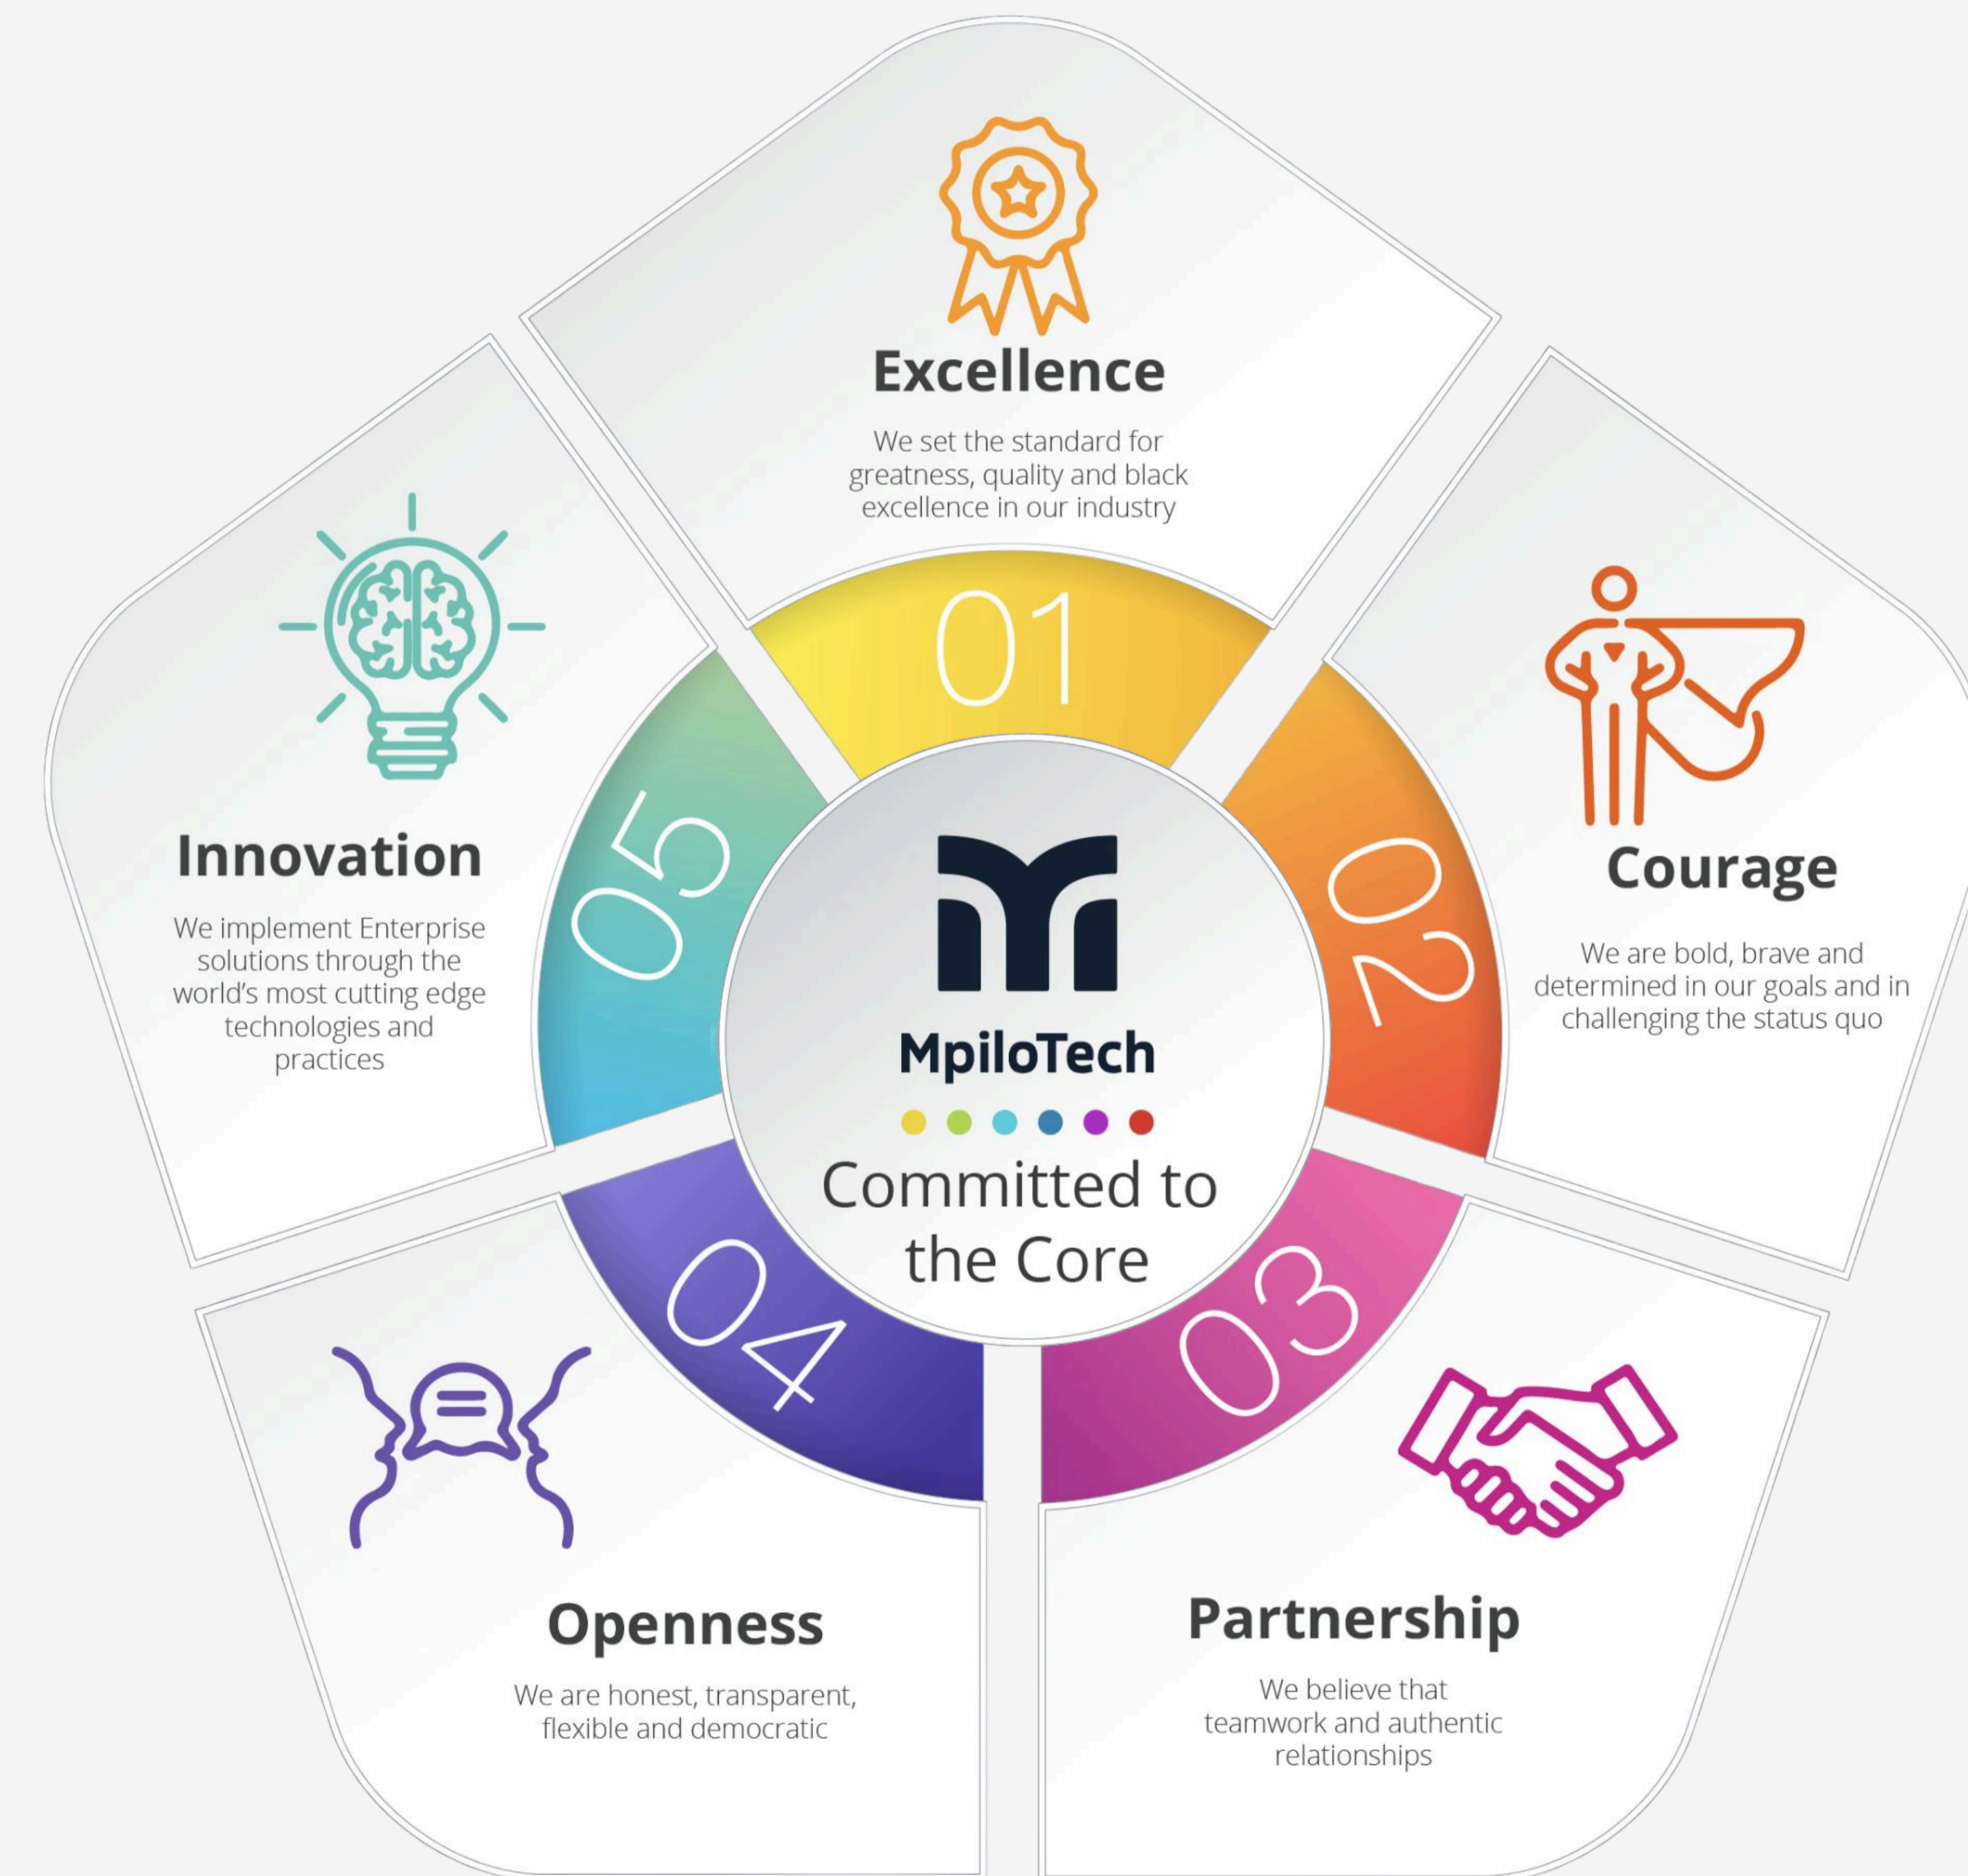 Excellence
We set the standard for
greatness, quality and black
excellence in our industry
01
Courage
We are bold, brave and
determined in our goals and in
challenging the status quo
02
Partnership
We believe that
teamwork and authentic
relationships
03
Openness
We are honest, transparent,
flexible and democratic
04
Innovation
We implement Enterprise
solutions through the
world's most cutting edge
technologies and
practices
05
MpiloTech
Committed to
the Core